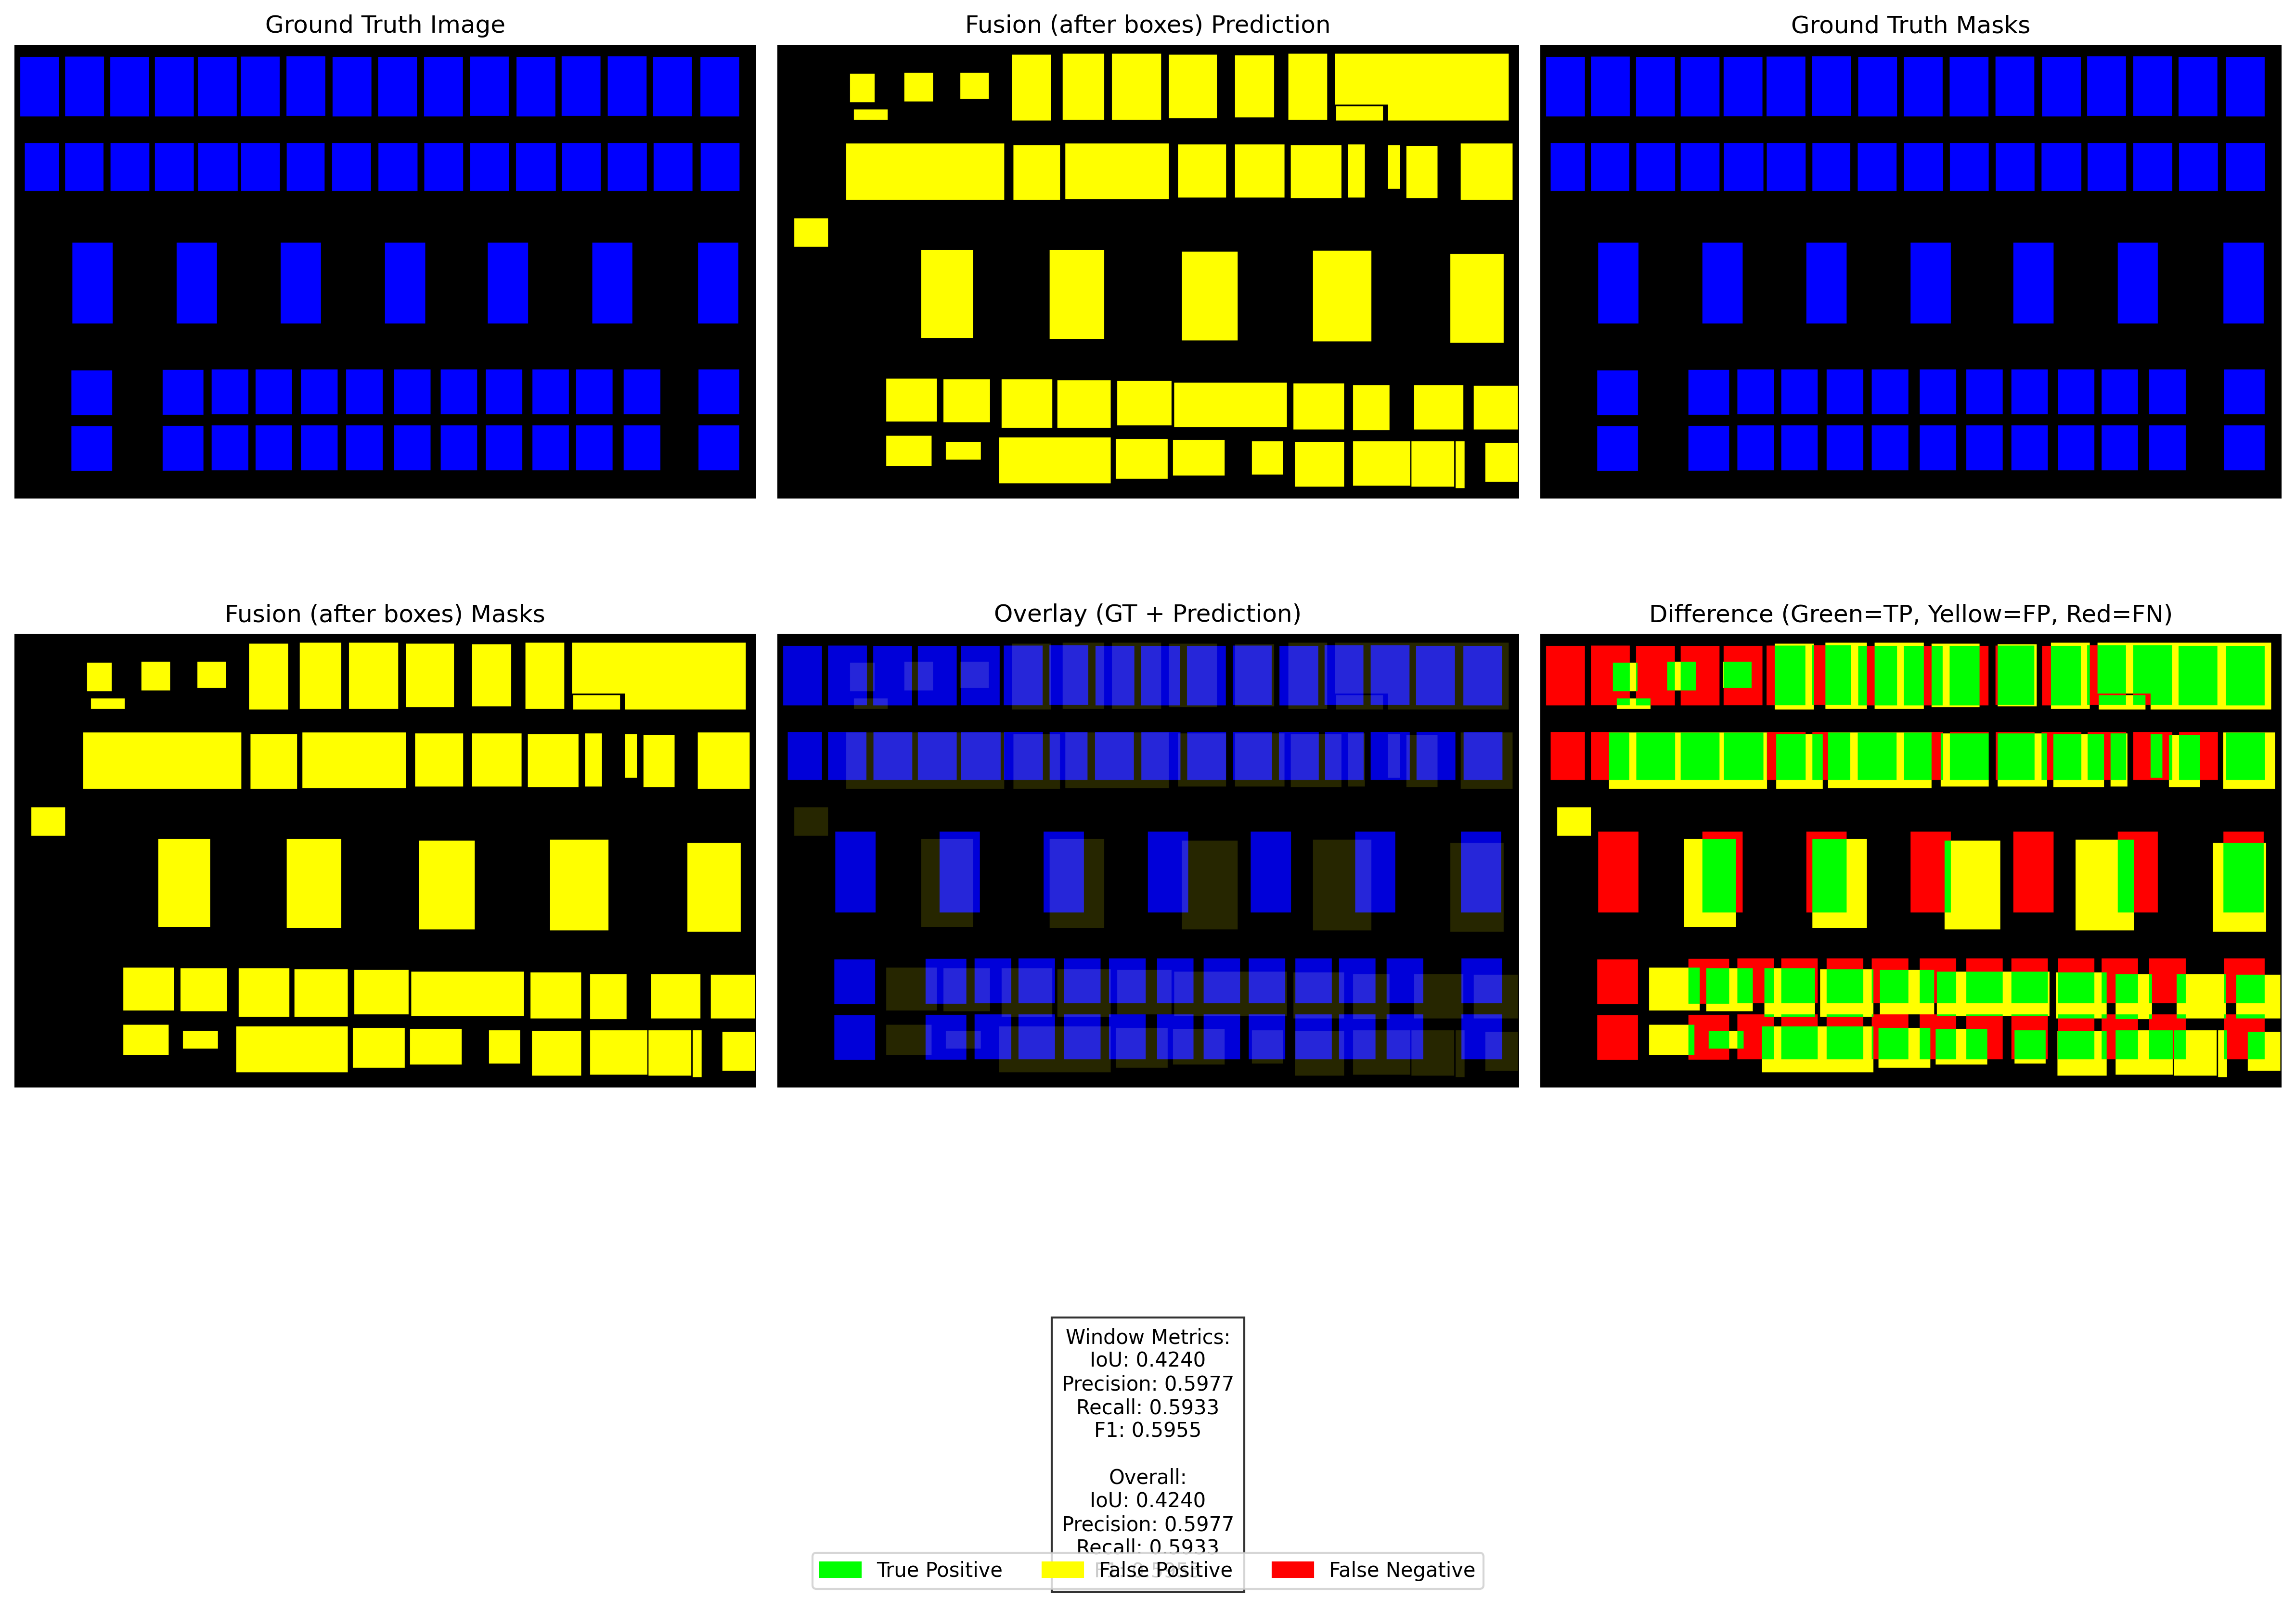 Ground Truth Image
Fusion (after boxes) Prediction
Ground Truth Masks
Fusion (after boxes) Masks
Overlay (GT + Prediction)
Difference (Green=TP, Yellow=FP, Red=FN)
Window Metrics:
IoU: 0.4240
Precision: 0.5977
Recall: 0.5933
F1: 0.5955
Overall:
IoU: 0.4240
Precision: 0.5977
Recall: 0.5933
True Positive
False Positive
False Negative